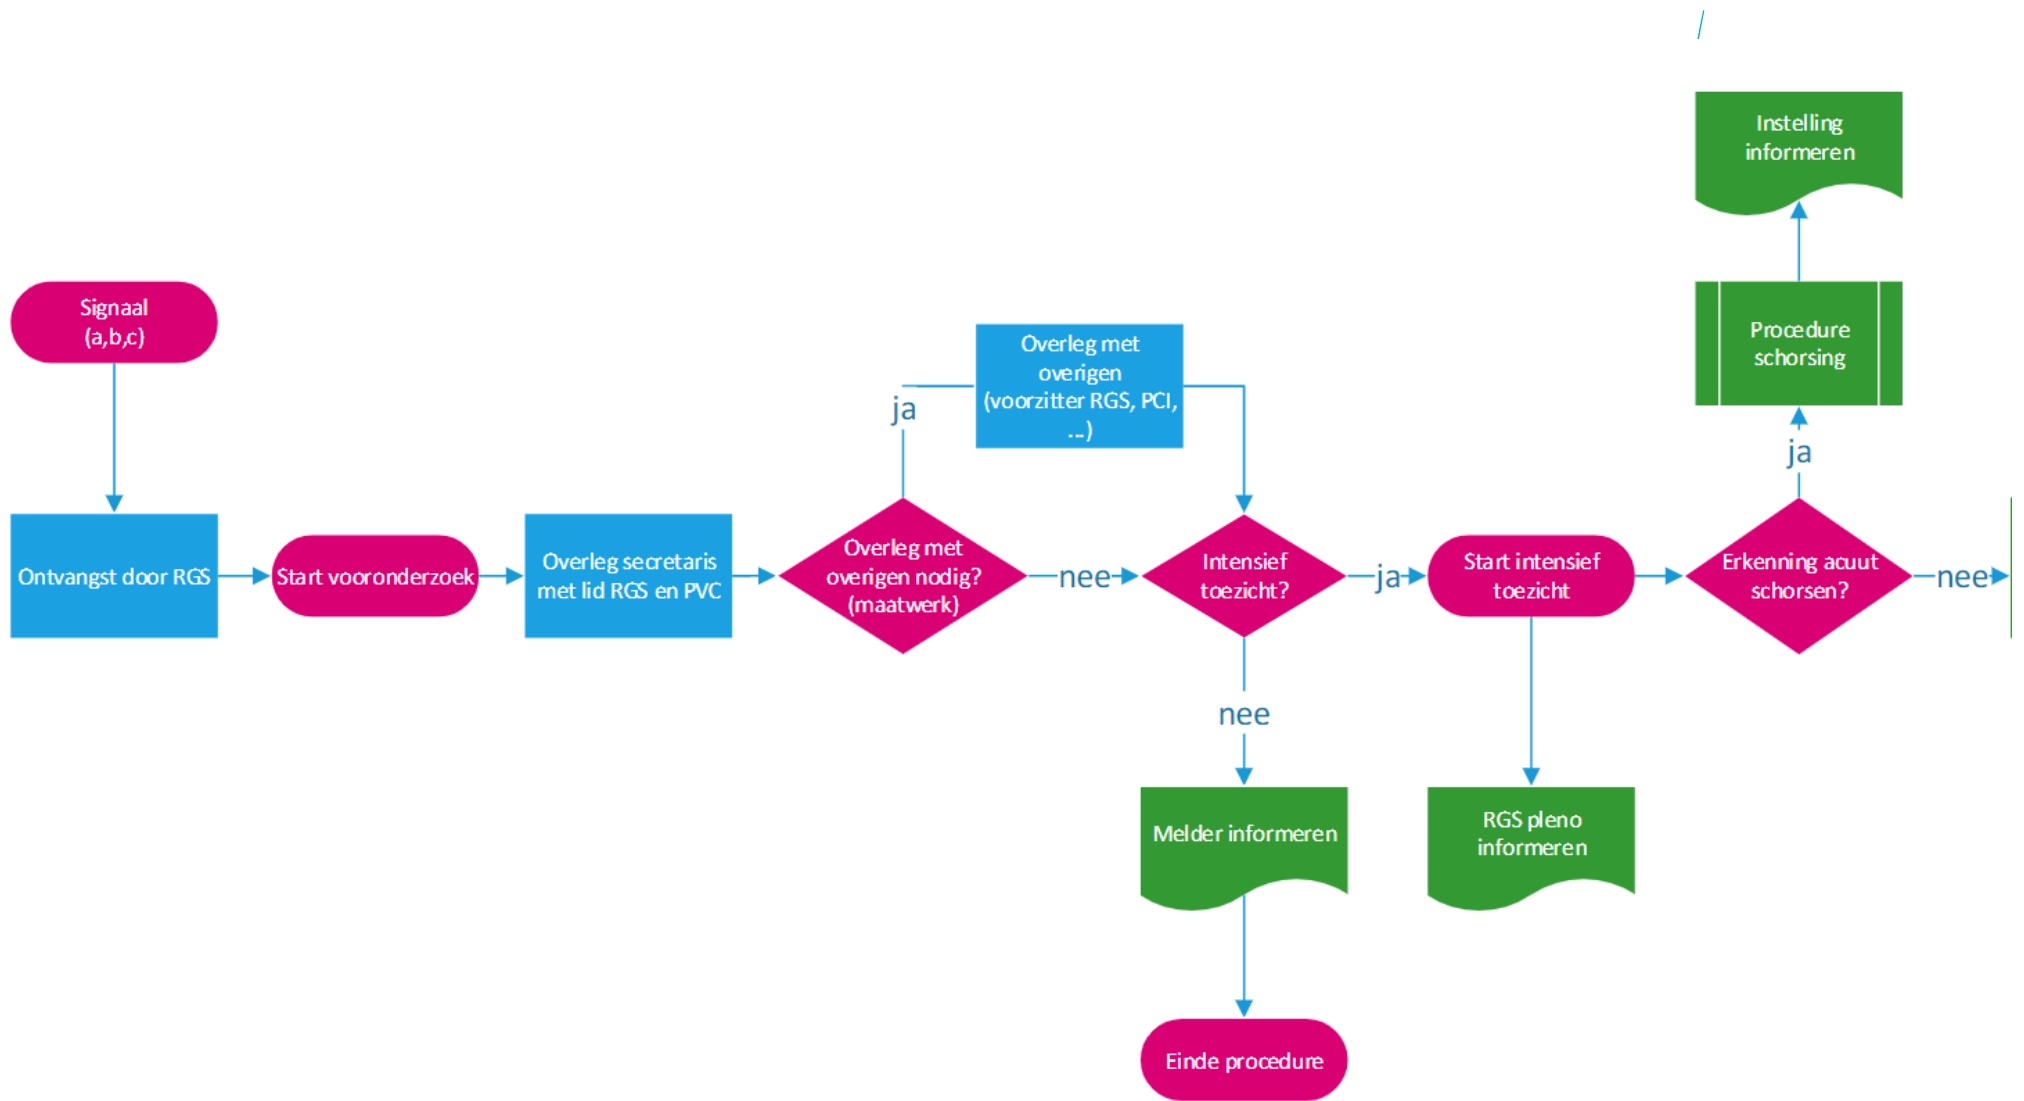 Instelling
informeren
Procedure
schorsing
ja
Signaal
(a,b,c)
Overleg met
overigen
(voorzitter RGS, PCI,
...)
ja
Ontvangst door RGS
Start vooronderzoek
Overleg secretaris
met lid RGS en PVC
Overleg met
overigen nodig?
(maatwerk)
nee
Intensief
toezicht?
ja
Start intensief
toezicht
Erkenning acuut
schorsen?
nee
nee
Melder informeren
RGS pleno
informeren
Einde procedure